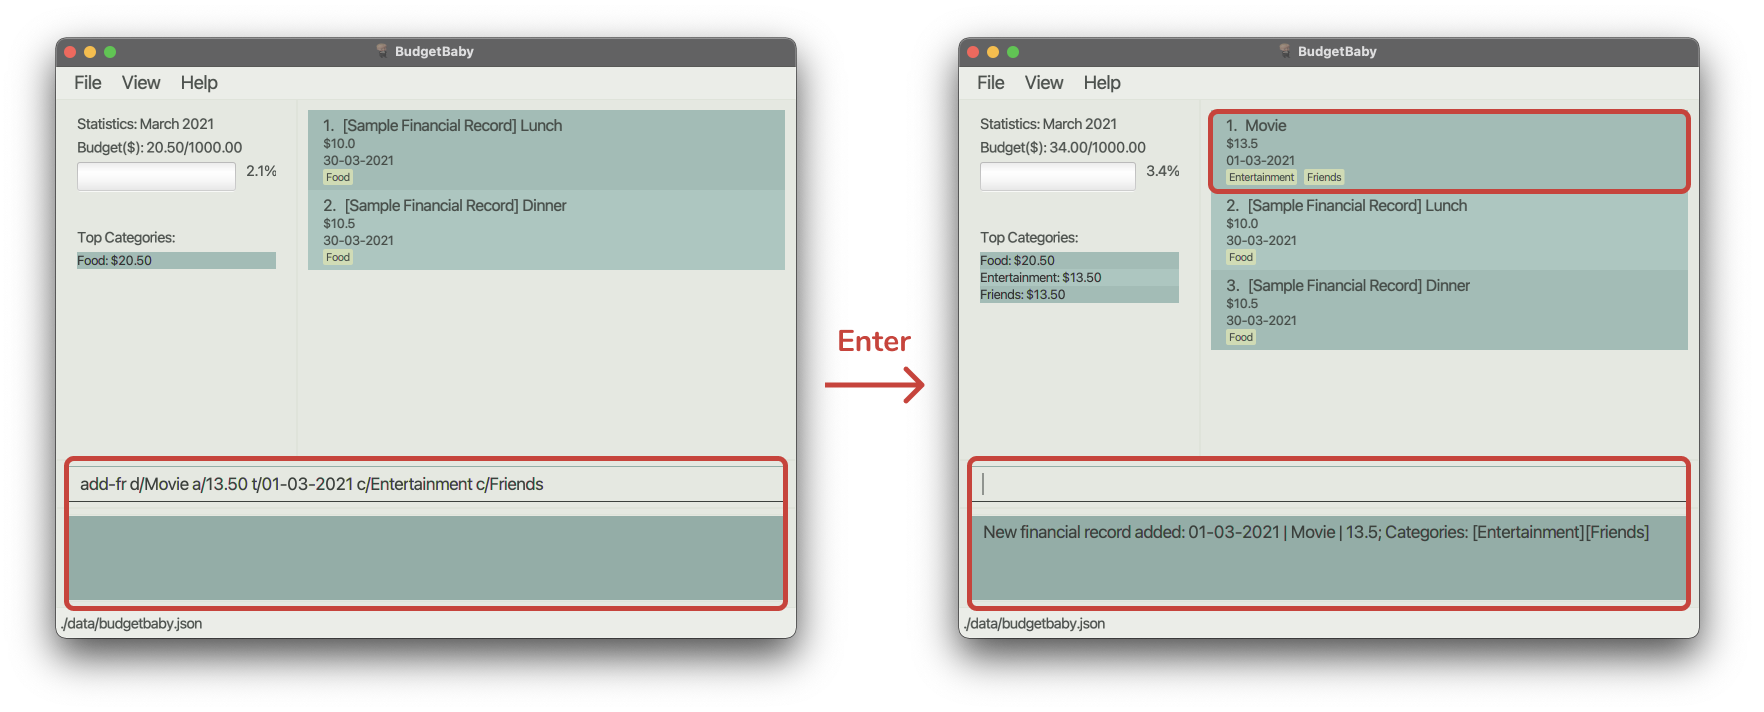 BudgetBaby
File View Help
Statistics: March 2021
Budget($): 20.50/1000.00
2.1%
Top Categories:
Food: $20.50
1. [Sample Financial Record] Lunch
$10.0
30-03-2021
Food
2. [Sample Financial Record] Dinner
$10.5
30-03-2021
Food
add-fr d/Movie a/13.50 t/01-03-2021 c/Entertainment c/Friends
./data/budgetbaby.json
Enter
BudgetBaby
File View Help
Statistics: March 2021
Budget($): 34.00/1000.00
3.4%
Top Categories:
Food: $20.50
Entertainment: $13.50
Friends: $13.50
1. Movie
$13.5
01-03-2021
Entertainment Friends
2. [Sample Financial Record] Lunch
$10.0
30-03-2021
Food
3. [Sample Financial Record] Dinner
$10.5
30-03-2021
Food
New financial record added: 01-03-2021 | Movie | 13.5; Categories: [Entertainment][Friends]
./data/budgetbaby.json